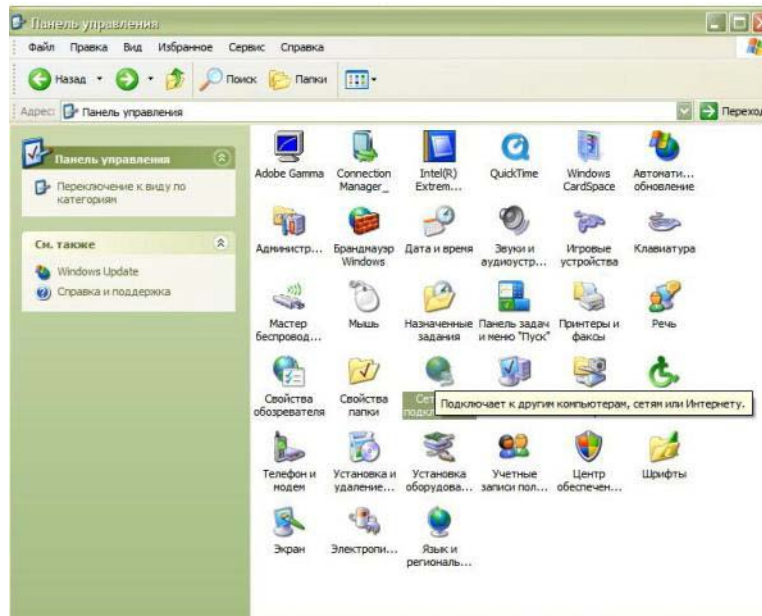 Панель управления
Файл Правка Вид Избранное Сервис Справка
Назад Поиск Папки
Адрес: Панель управления Переход
Панель управления
Переключение к виду по
категориям
См. также
Windows Update
Справка и поддержка
Adobe Gamma
Connection
Manager_
Intel(R)
Extrem...
QuickTime
Windows
CardSpace
Автомати...
обновление
Администр...
Брандмауэр
Windows
Дата и время
Звуки и
аудиоустр...
Игровые
устройства
Клавиатура
Мастер
беспровод...
Мышь
Назначенные
задания
Панель задач
и меню "Пуск"
Принтеры и
факсы
Речь
Свойства
обозревателя
Свойства
папки
Подключает к другим компьютерам, сетям или Интернету.
Телефон и
модем
Установка и
удаление...
Установка
оборудова...
Учетные
записи пол...
Центр
обеспечен...
Шрифты
Экран
Электропи...
Язык и
региональ...